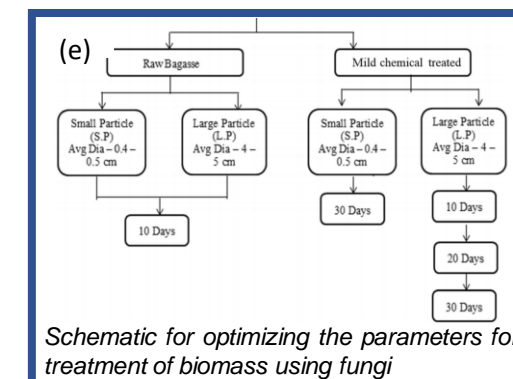 (e)
Raw Bagasse
Mild chemical treated
Small Particle
(S.P)
Avg Dia – 0.4 –
0.5 cm
Large Particle
(L.P)
Avg Dia – 4 –
5 cm
Small Particle
(S.P)
Avg Dia – 0.4 –
0.5 cm
Large Particle
(L.P)
Avg Dia – 4 –
5 cm
10 Days
30 Days
10 Days
20 Days
30 Days
Schematic for optimizing the parameters for
treatment of biomass using fungi